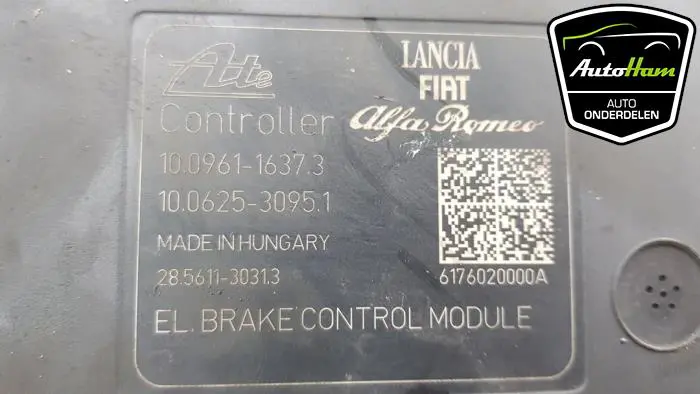 Ate
Controller
10.0961-1637.3
10.0625-3095.1
MADE IN HUNGARY
28.5611-3031.3
LANCIA
FIAT
Alfa Romeo
6176020000A
EL. BRAKE CONTROL MODULE
AutoHam
AUTO
ONDERDELEN